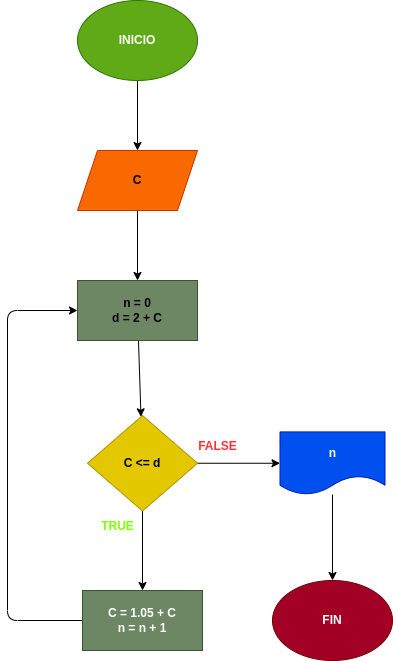 INICIO
C
n = 0
d = 2 + C
C <= d
FALSE
n
TRUE
C = 1.05 + C
n = n + 1
FIN